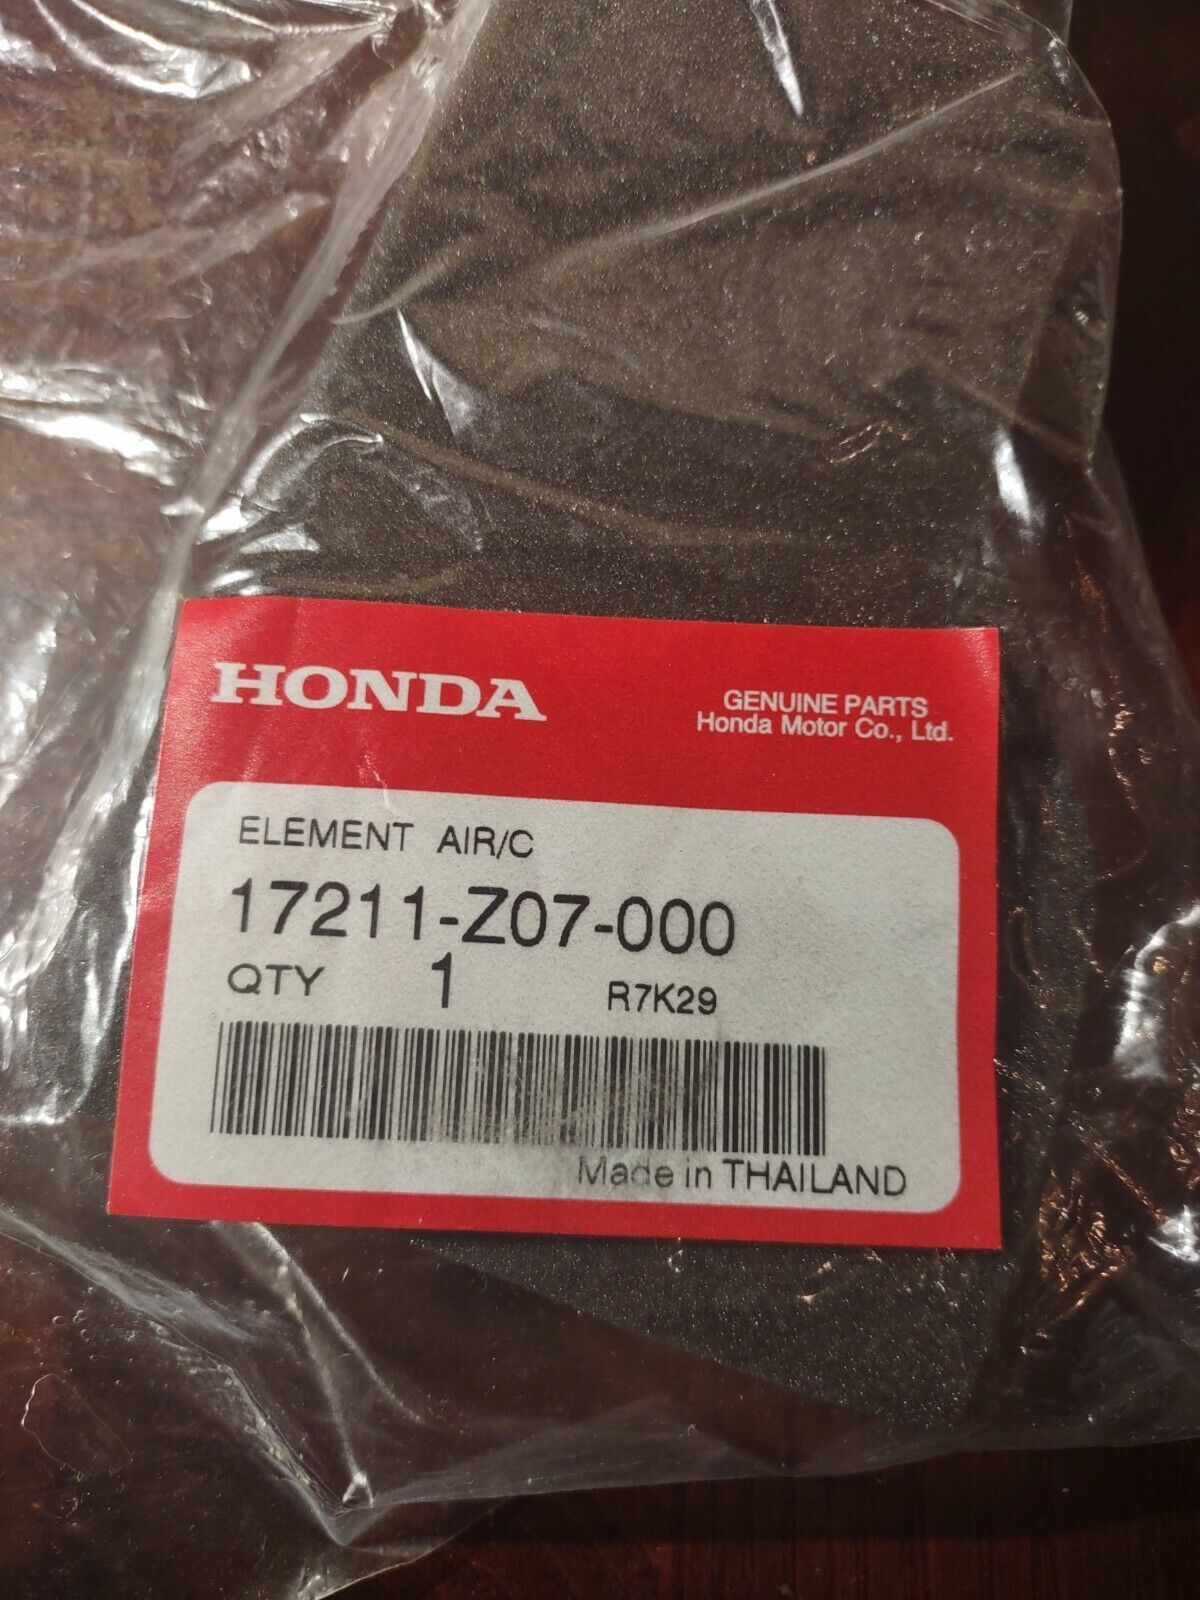 HONDA
GENUINE PARTS
Honda Motor Co., Ltd.
ELEMENT AIR/C
17211-Z07-000
QTY 1 R7K29
Made in THAILAND